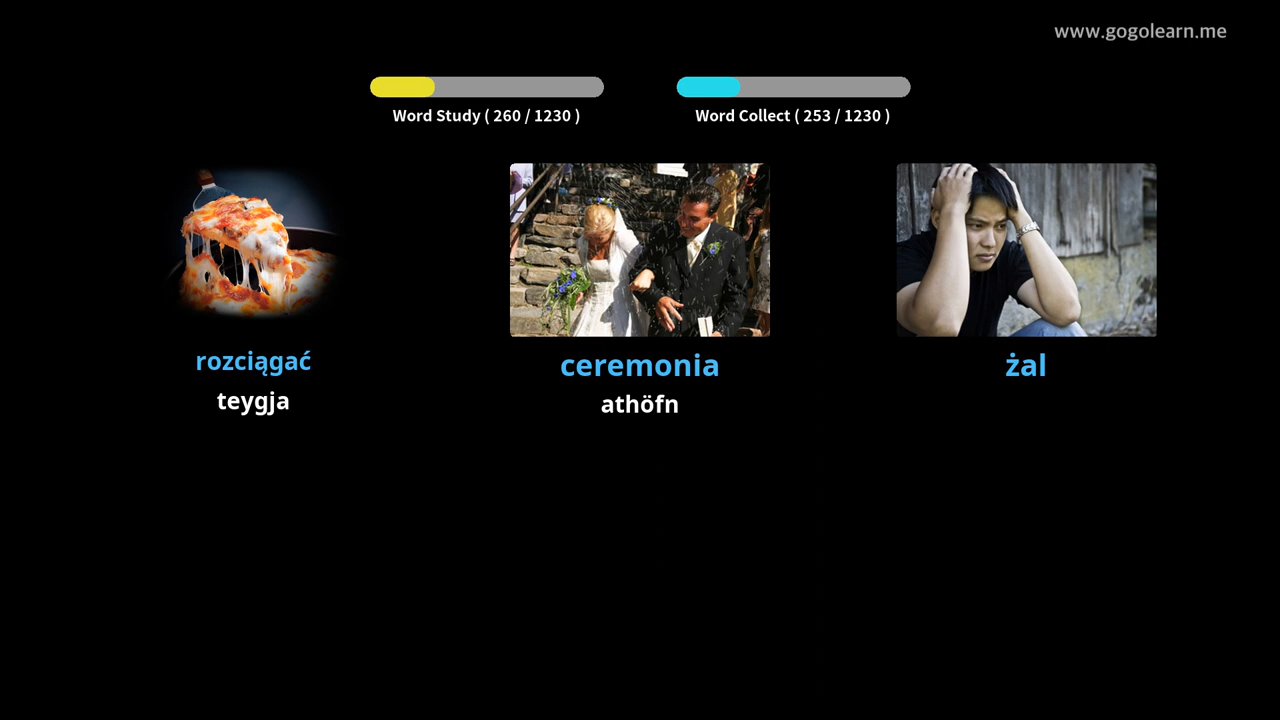 www.gogolearn.me
Word Study ( 260 / 1230 )
Word Collect ( 253 / 1230 )
rozciągać
teygja
ceremonia
athöfn
żal